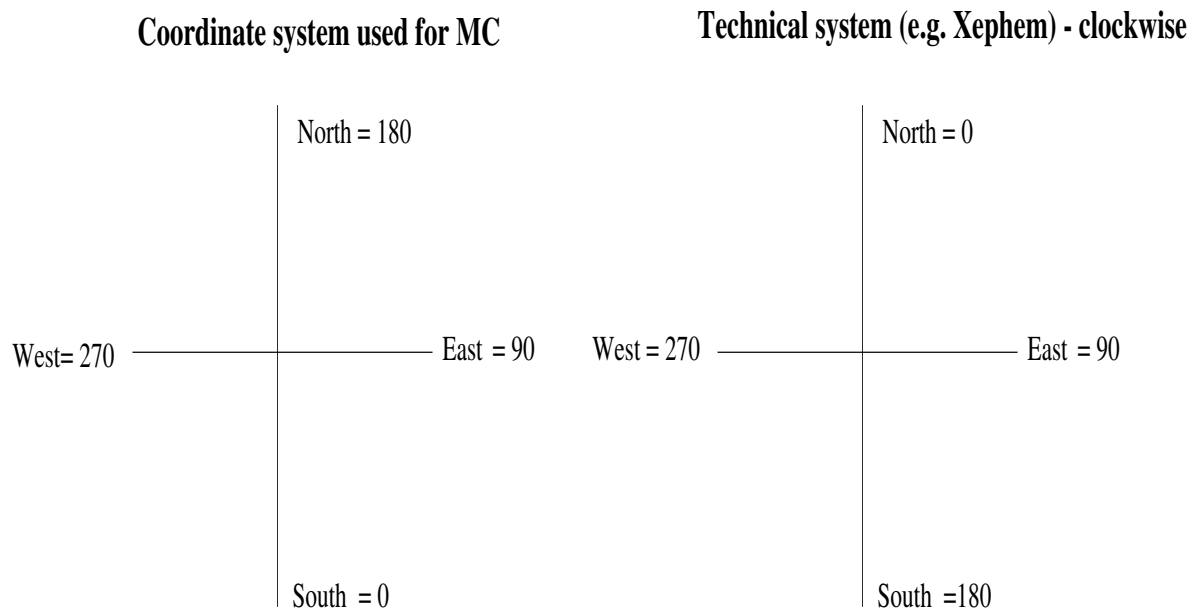 Coordinate system used for MC
North = 180
West= 270
East = 90
South = 0
Technical system (e.g. Xephem) - clockwise
North = 0
West = 270
East = 90
South =180